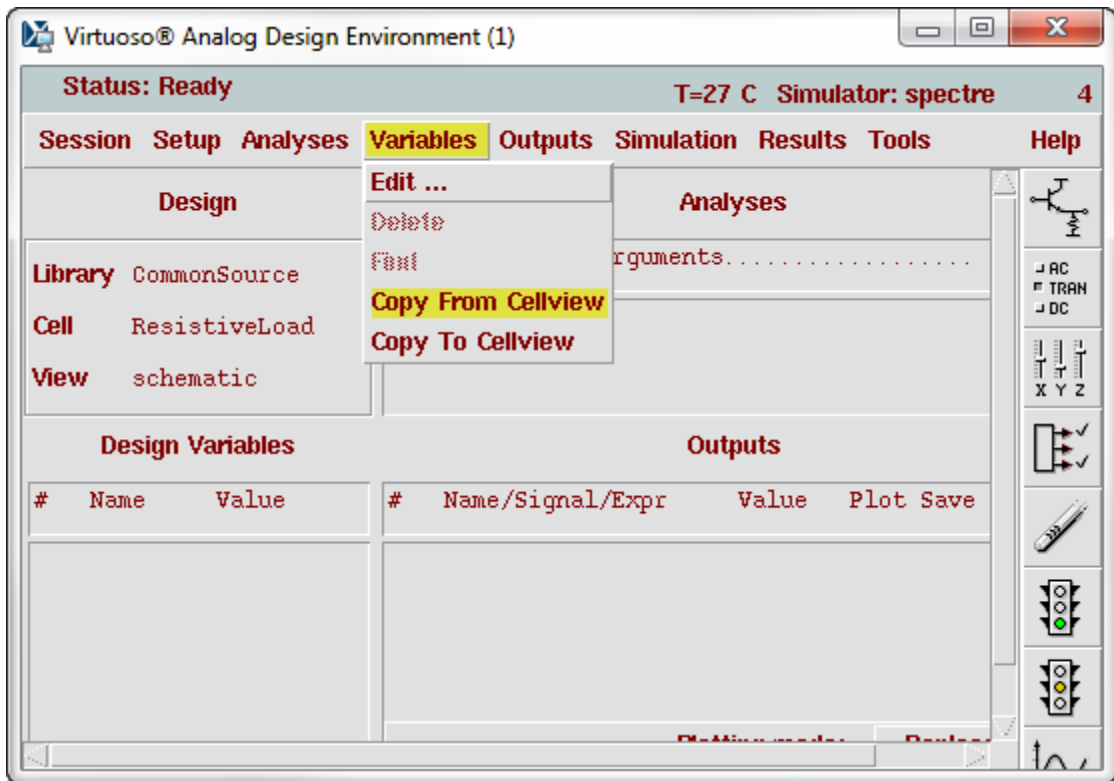 Virtuoso® Analog Design Environment (1)
Status: Ready
T=27 C Simulator: spectre 4
Session Setup Analyses Variables Outputs Simulation Results Tools Help
Edit ...
Delete
Find
Copy From Cellview
Copy To Cellview
Design
Library CommonSource
Cell ResistiveLoad
View schematic
Analyses
rguments..................
AC
TRAN
DC
X Y Z
Design Variables
# Name Value
Outputs
# Name/Signal/Expr Value Plot Save
Plotting mode: